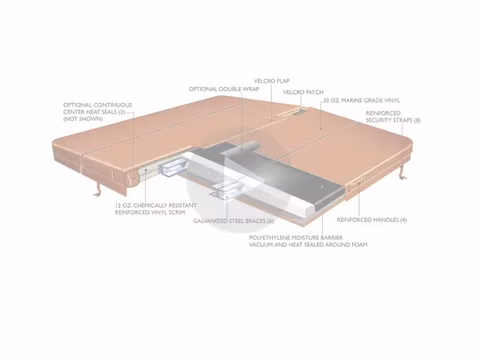 VELCRO FLAP
OPTIONAL DOUBLE WRAP
VELCRO PATCH
30 OZ. MARINE GRADE VINYL
OPTIONAL CONTINUOUS
CENTER HEAT SEALS (2)
(NOT SHOWN)
REINFORCED
SECURITY STRAPS (8)
12 OZ. CHEMICALLY RESISTANT
REINFORCED VINYL SCRIM
GALVANIZED STEEL BRACES (6)
REINFORCED HANDLES (4)
POLYETHYLENE MOISTURE BARRIER
VACUUM AND HEAT SEALED AROUND FOAM